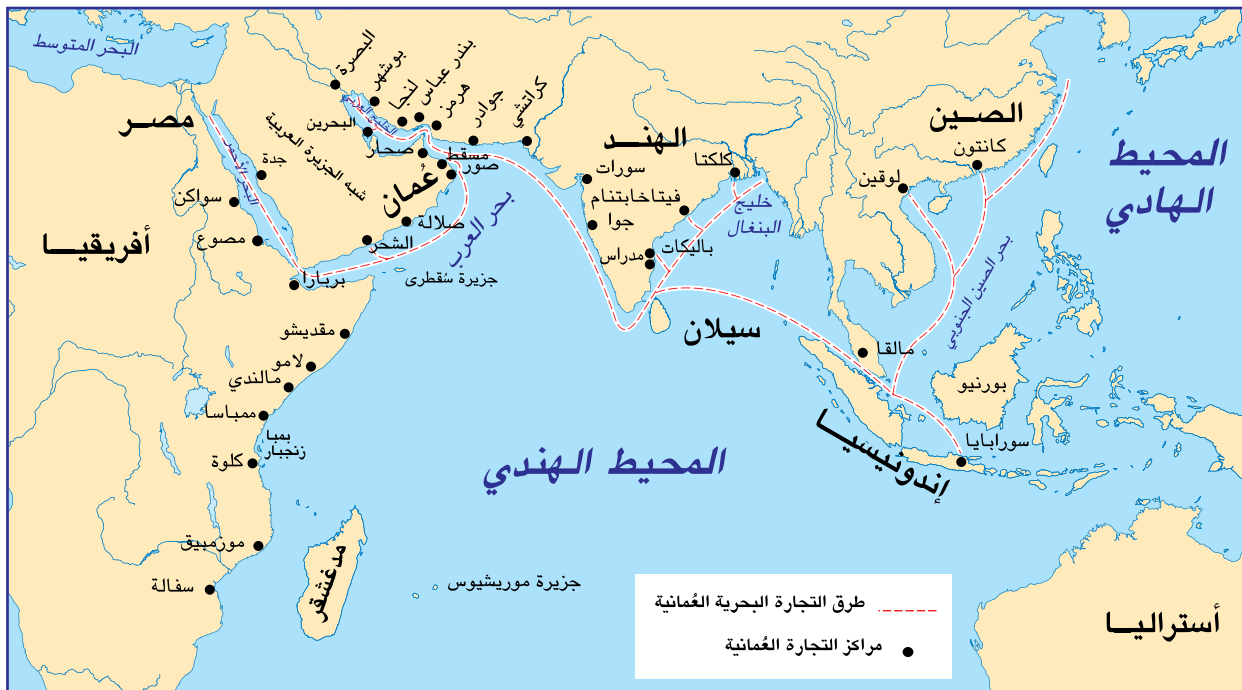 البحر المتوسط
مصر
أفريقيا
البحر الأحمر
جدة
سواكن
مصوع
بربارا
شبه الجزيرة العربية
البصرة
بوشهر
لنجا
بندر عباس
هرمز
جوادر
كراتشي
الخليج العربي
البحرين
صحار
مسقط
صور
عُمان
صلالة
الشحر
بحر العرب
جزيرة سُقطرى
مقديشو
لامو
مالندي
ممباسا
بمبا
زنجبار
كلوة
موزمبيق
سفالة
مدغشقر
جزيرة موريشيوس
المحيط الهندي
الهند
سورات
كلكتا
فيتاخابتنام
جوا
باليكات
مدراس
خليج
البنغال
سيلان
الصين
كانتون
لوقين
بحر الصين الجنوبي
المحيط
الهادي
مالقا
بورنيو
سورابايا
إندونيسيا
أستراليا
طرق التجارة البحرية العُمانية
مراكز التجارة العُمانية